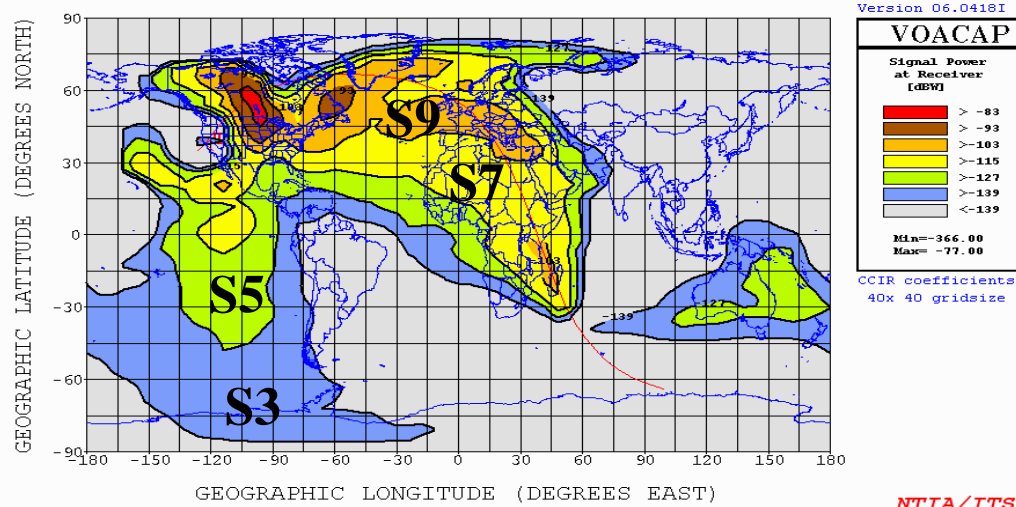 Version 06.0418I
VOACAP
Signal Power
at Receiver
[dBW]
> -83
> -93
> -103
>-115
>-127
>-139
<-139
Min=-366.00
Max= -77.00
CCIR coefficients
40x 40 gridsize
GEOGRAPHIC LATITUDE (DEGREES NORTH)
90
60
30
0
-30
-60
-90
S9
S7
S5
S3
-127
-139
-93
-103
-139
-127
-180 -150 -120 -90 -60 -30 0 30 60 90 120 150 180
GEOGRAPHIC LONGITUDE (DEGREES EAST)
NTIA/ITS